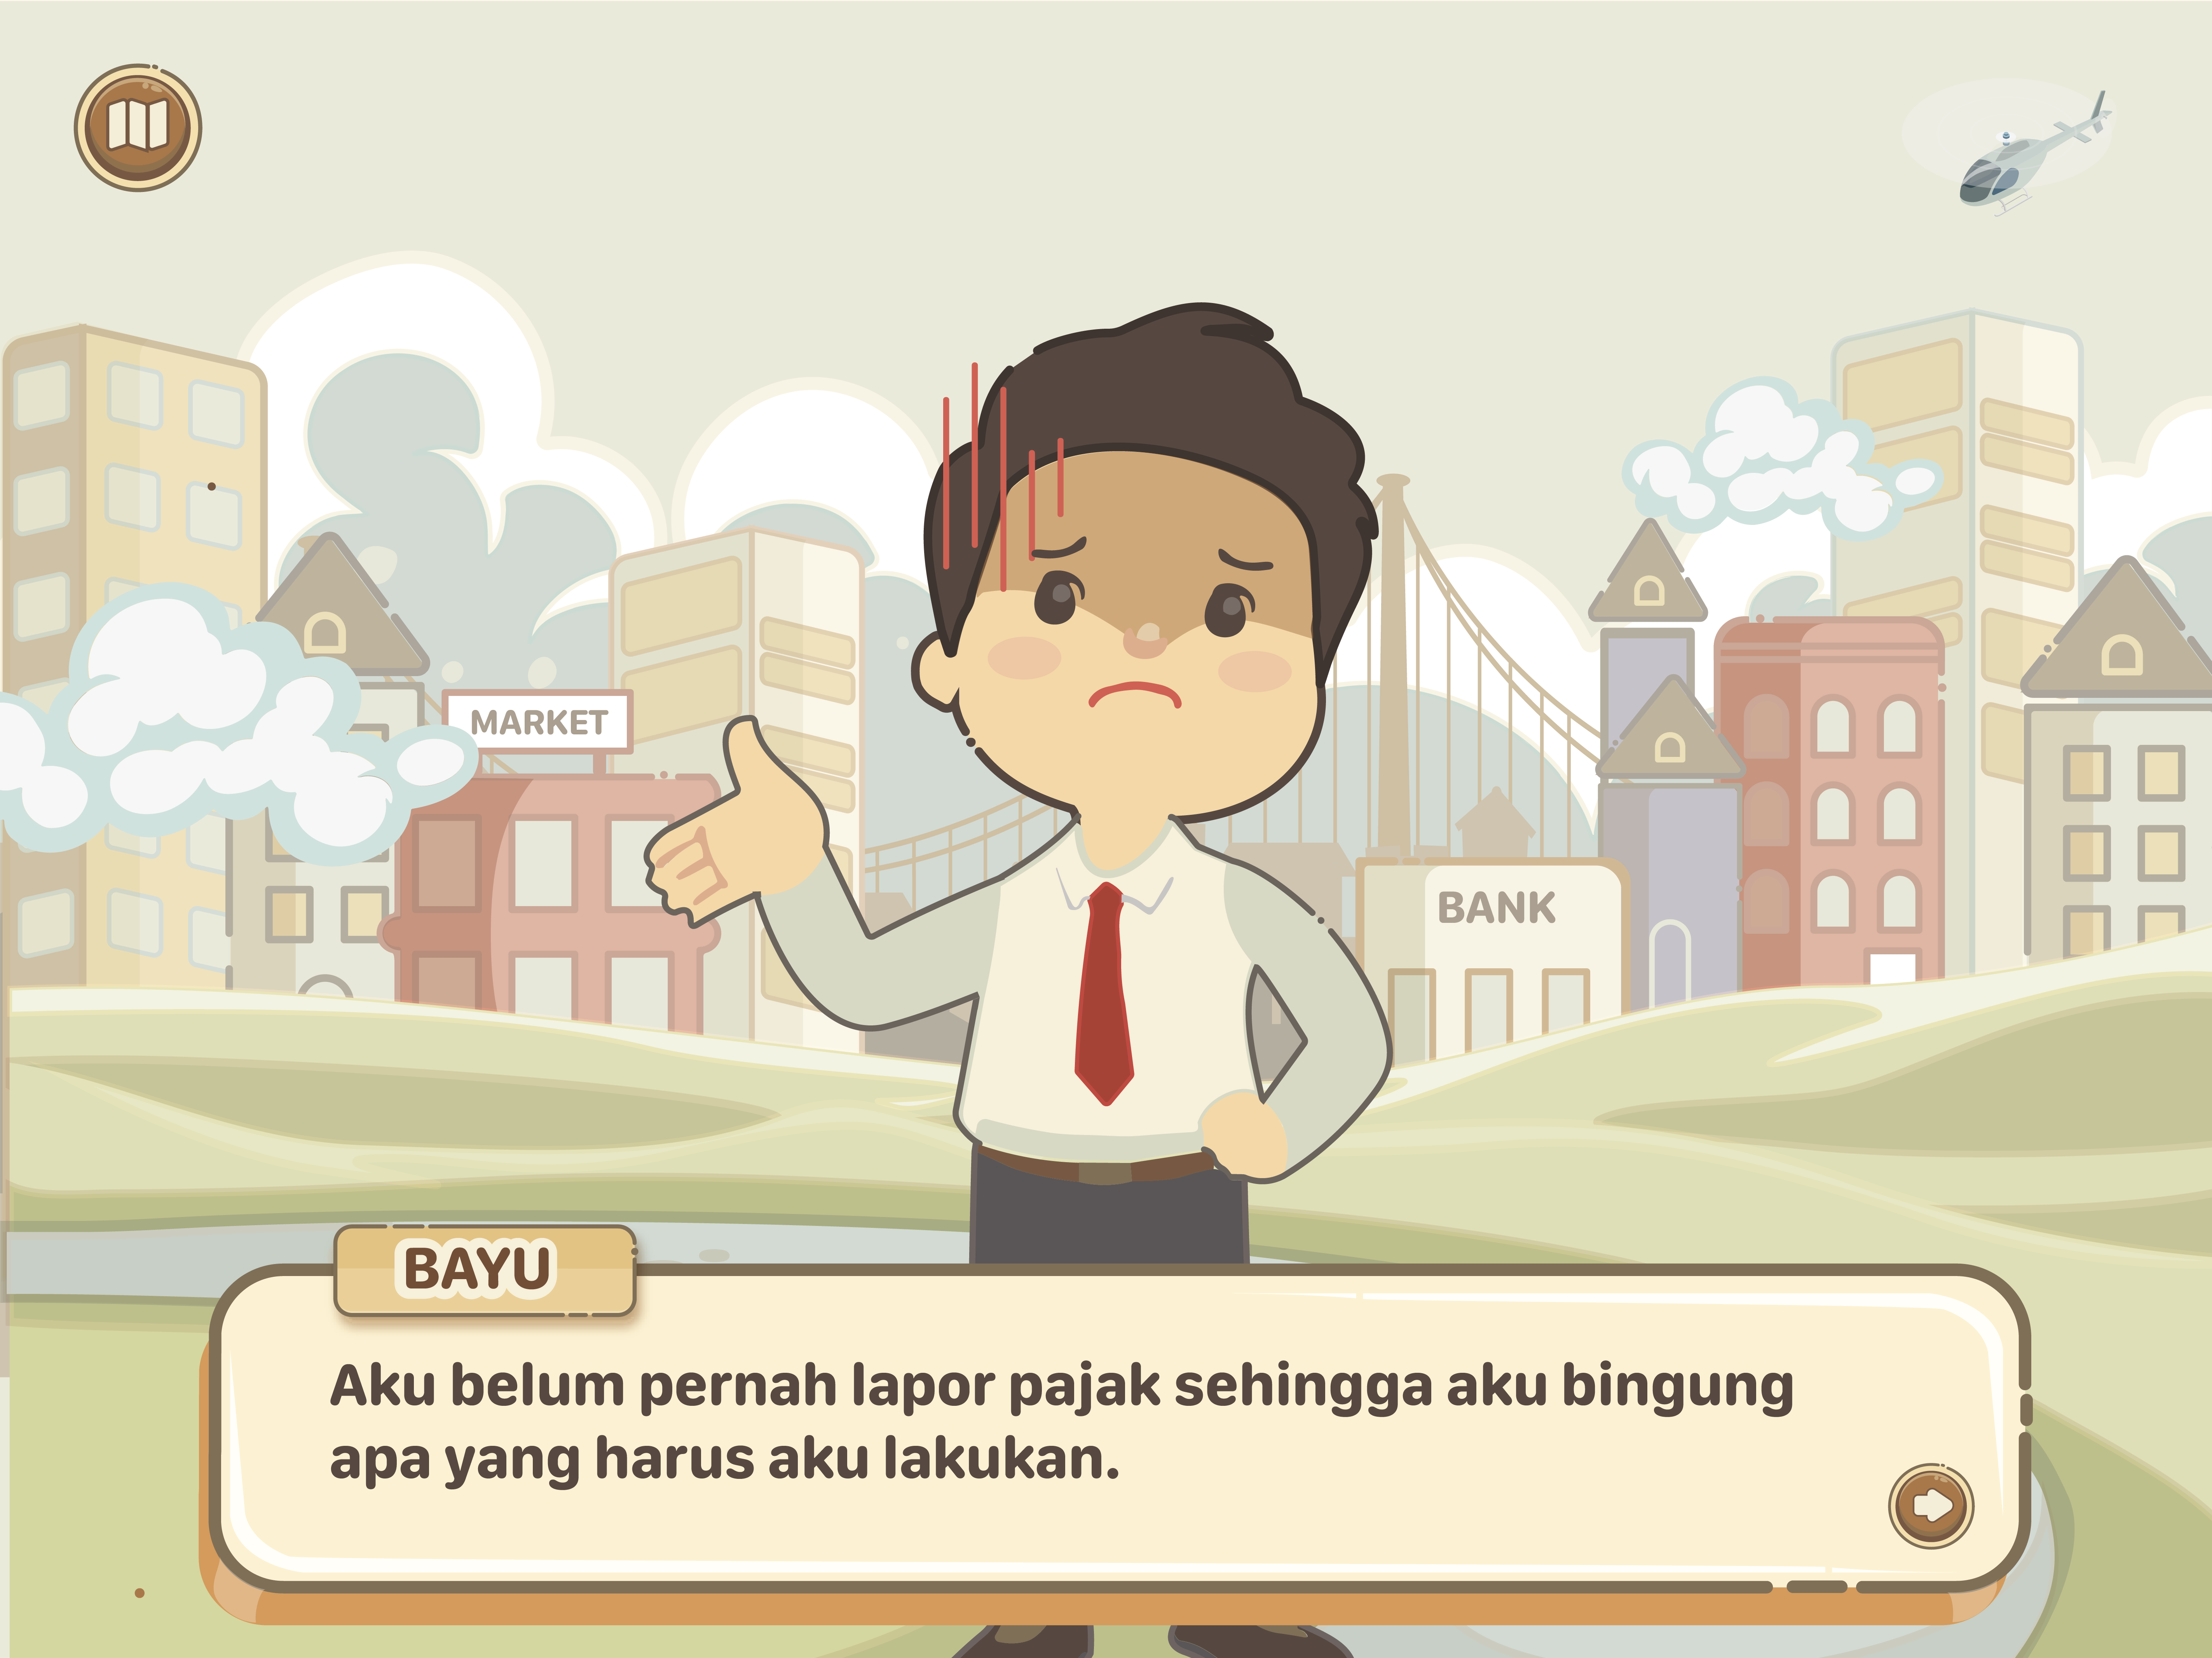 MARKET
BANK
BAYU
Aku belum pernah lapor pajak sehingga aku bingung
apa yang harus aku lakukan.